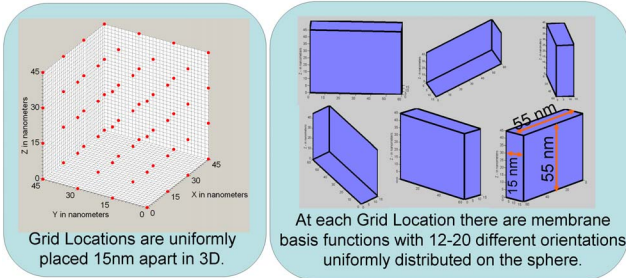 45
30
15
0
45
30
15
0
45
30
15
Z in nanometers
Y in nanometers
X in nanometers
Grid Locations are uniformly
placed 15nm apart in 3D.
55 nm
15 nm
55 nm
At each Grid Location there are membrane
basis functions with 12-20 different orientations
uniformly distributed on the sphere.